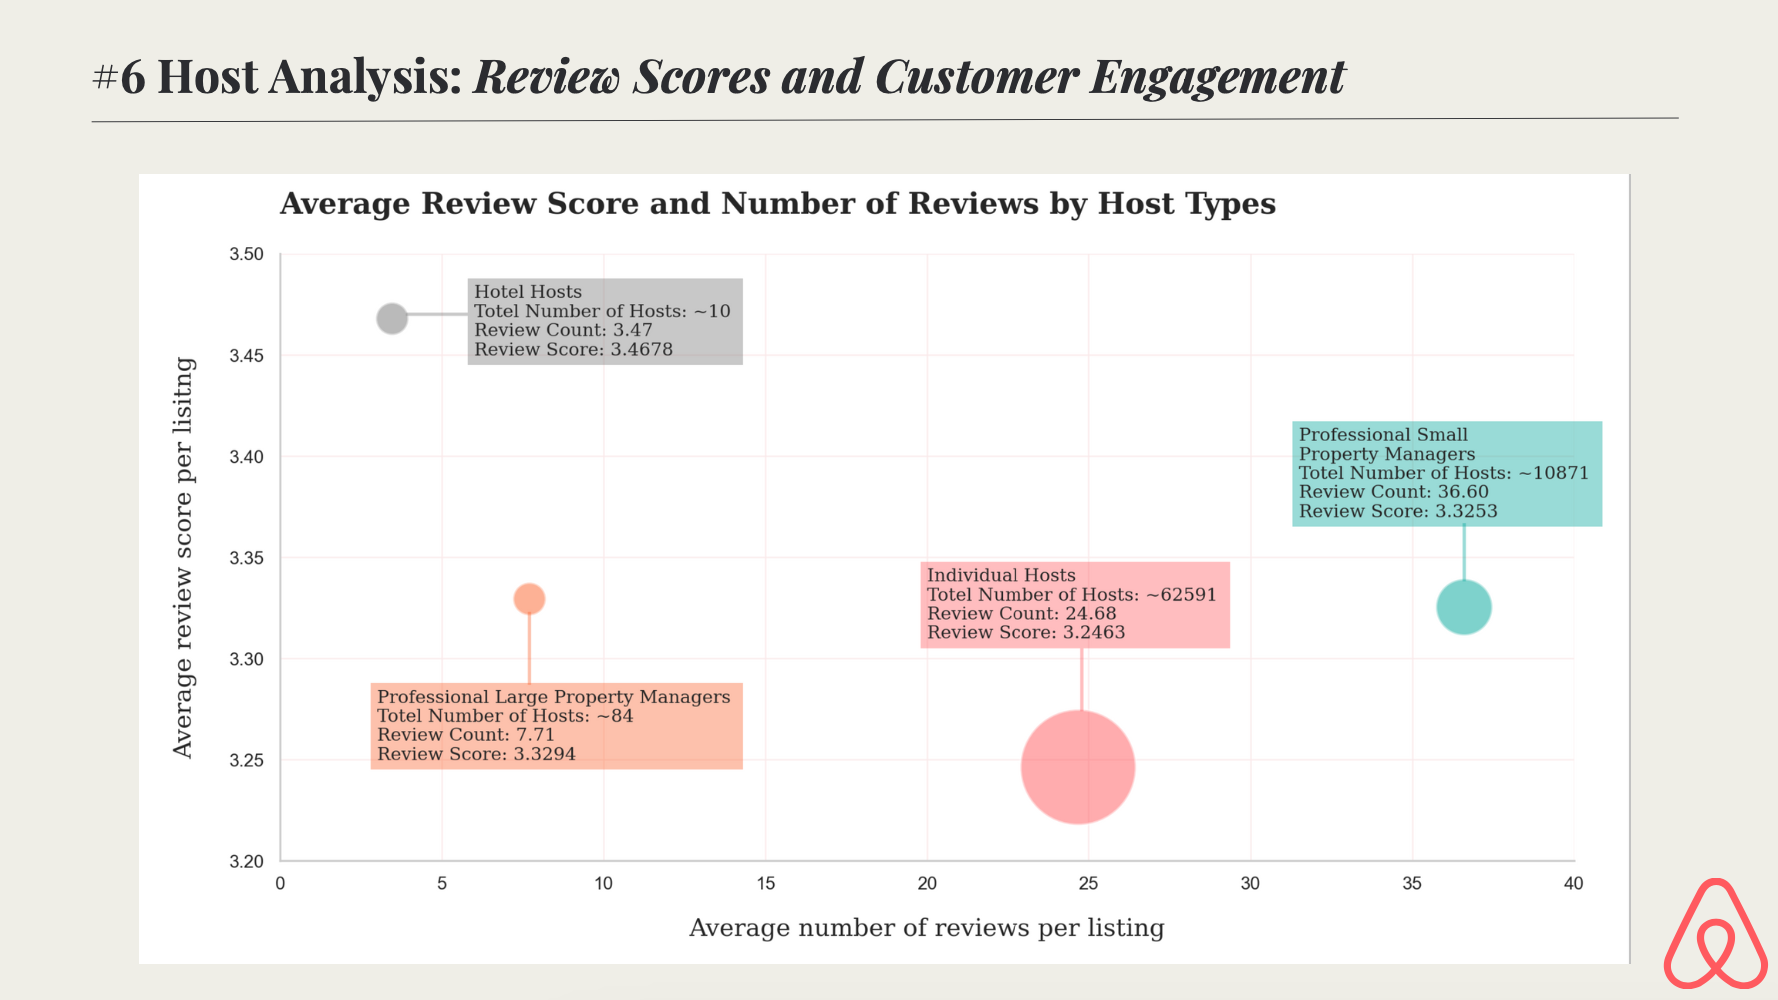 #6 Host Analysis: Review Scores and Customer Engagement
Average Review Score and Number of Reviews by Host Types
Average review score per lisitng
3.50
3.45
3.40
3.35
3.30
3.25
3.20
Hotel Hosts
Totel Number of Hosts: ~10
Review Count: 3.47
Review Score: 3.4678
Professional Small
Property Managers
Totel Number of Hosts: ~10871
Review Count: 36.60
Review Score: 3.3253
Individual Hosts
Totel Number of Hosts: ~62591
Review Count: 24.68
Review Score: 3.2463
Professional Large Property Managers
Totel Number of Hosts: ~84
Review Count: 7.71
Review Score: 3.3294
0 5 10 15 20 25 30 35 40
Average number of reviews per listing